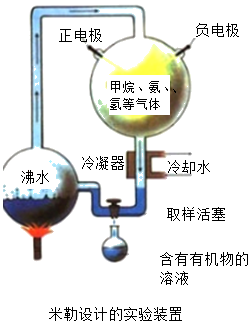 正电极
负电极
甲烷、氨、
氢等气体
冷凝器
冷却水
沸水
取样活塞
含有有机物的
溶液
米勒设计的实验装置